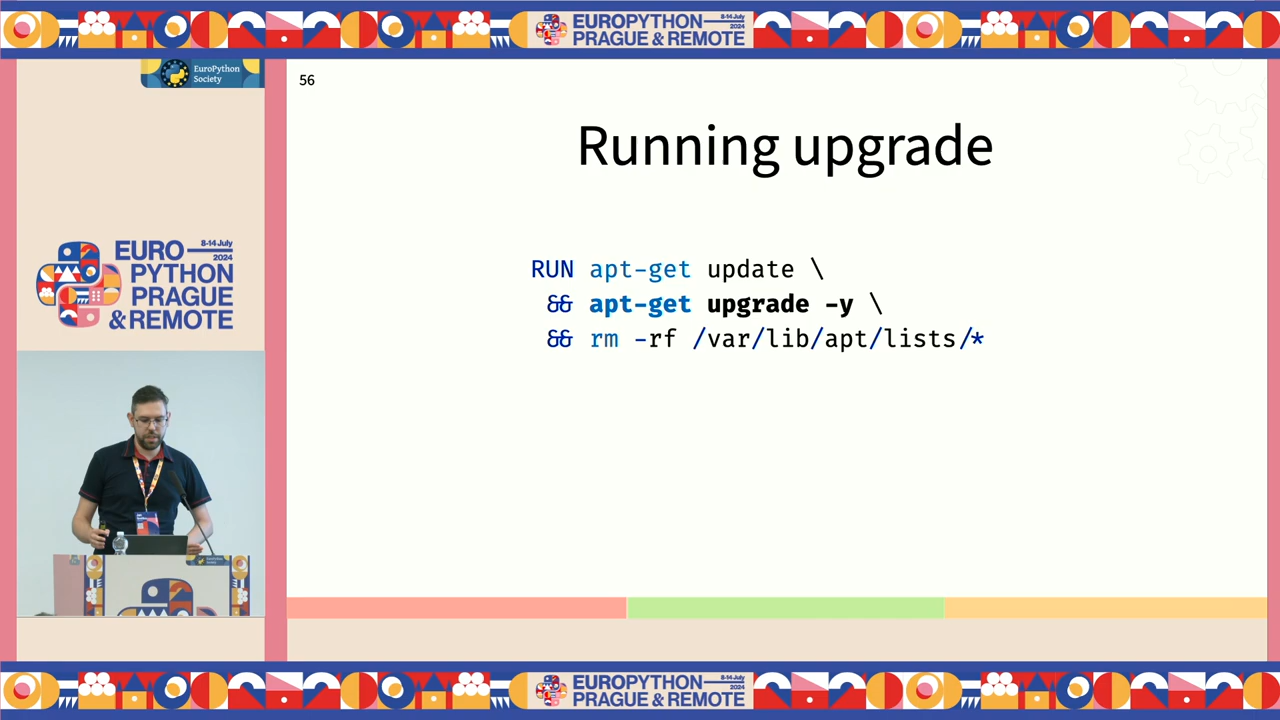 EUROPYTHON
8-14 July
2024
PRAGUE & REMOTE
EuroPython
Society
56
Running upgrade
RUN apt-get update \
&& apt-get upgrade -y \
&& rm -rf /var/lib/apt/lists/*
EURO
8-14 July
2024
PYTHON
PRAGUE
& REMOTE
EuroPython
Society
EUROPYTHON
8-14 July
2024
PRAGUE & REMOTE